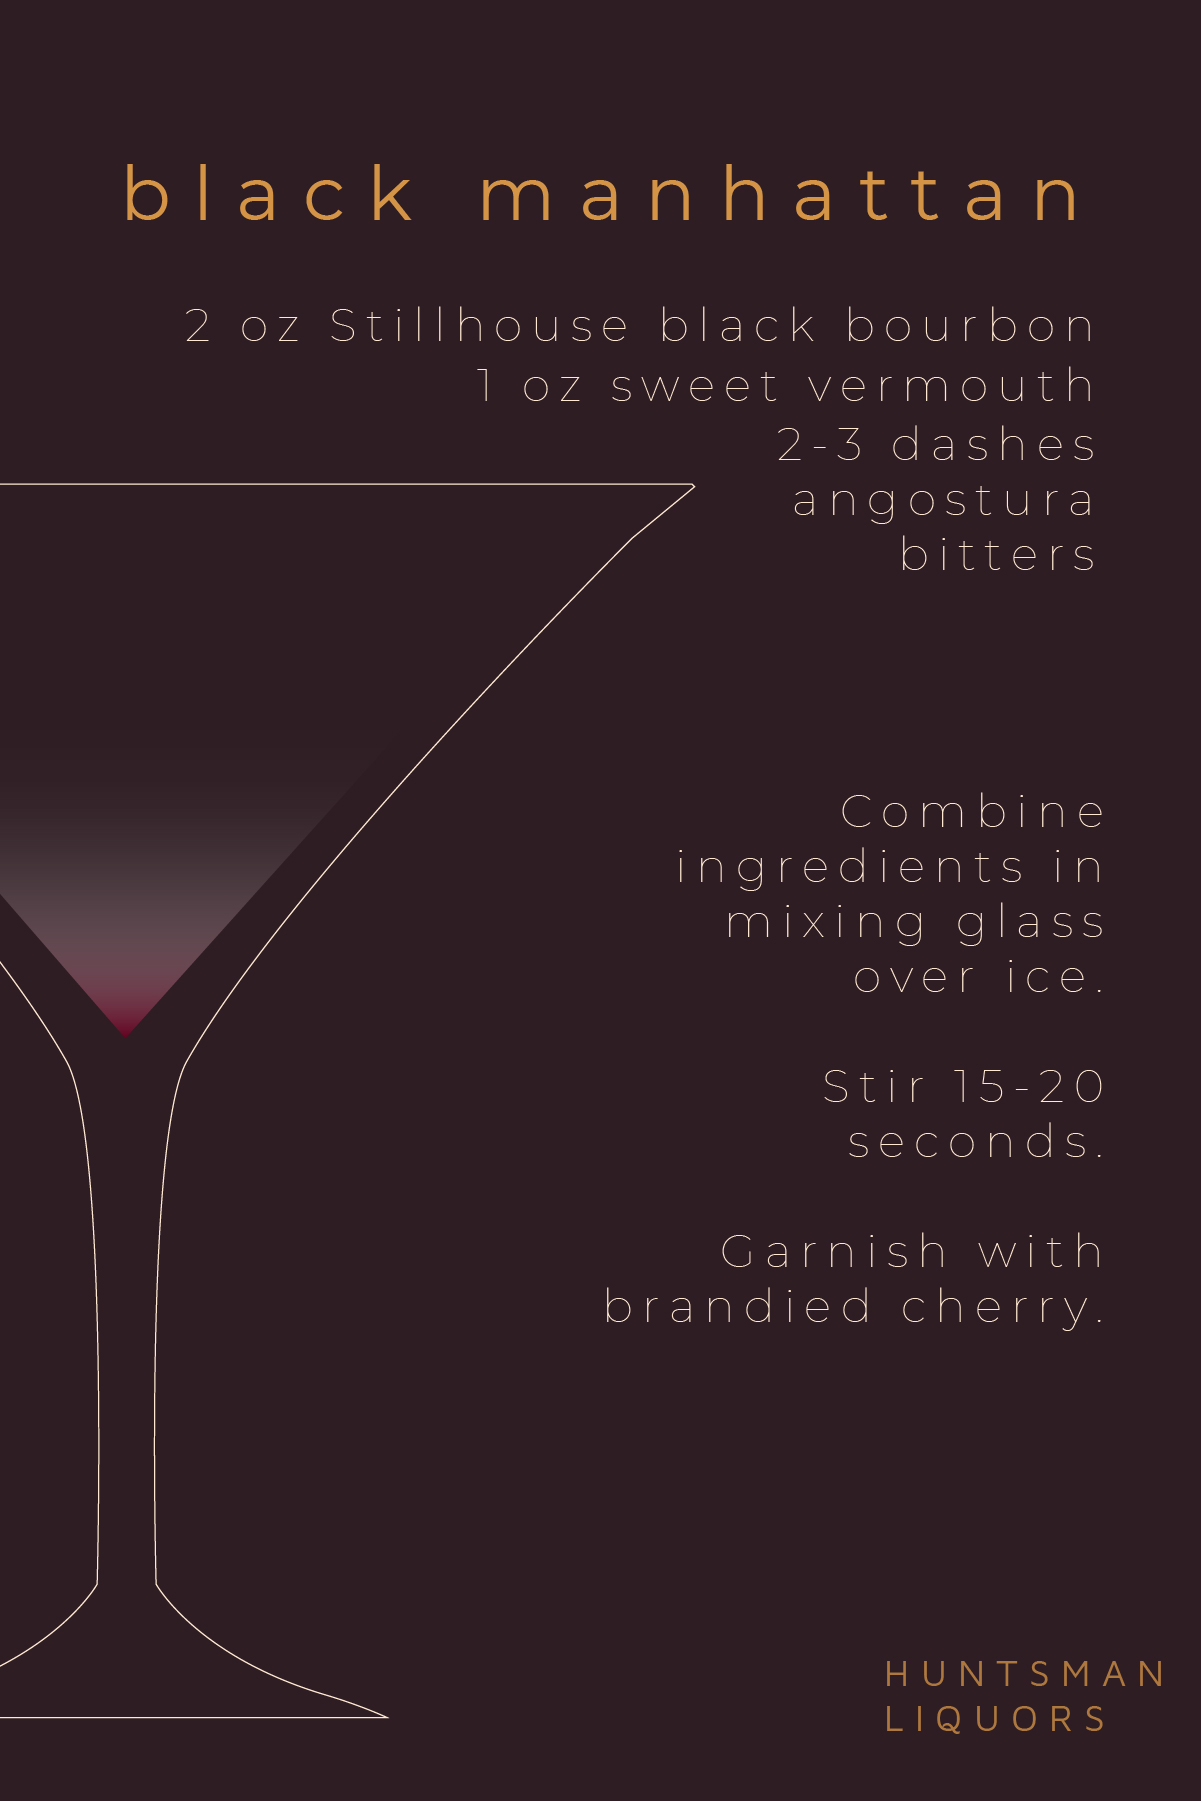 black manhattan
2 oz Stillhouse black bourbon
1 oz sweet vermouth
2-3 dashes
angostura
bitters
Combine
ingredients in
mixing glass
over ice.
Stir 15-20
seconds.
Garnish with
brandied cherry.
HUNTSMAN
LIQUORS